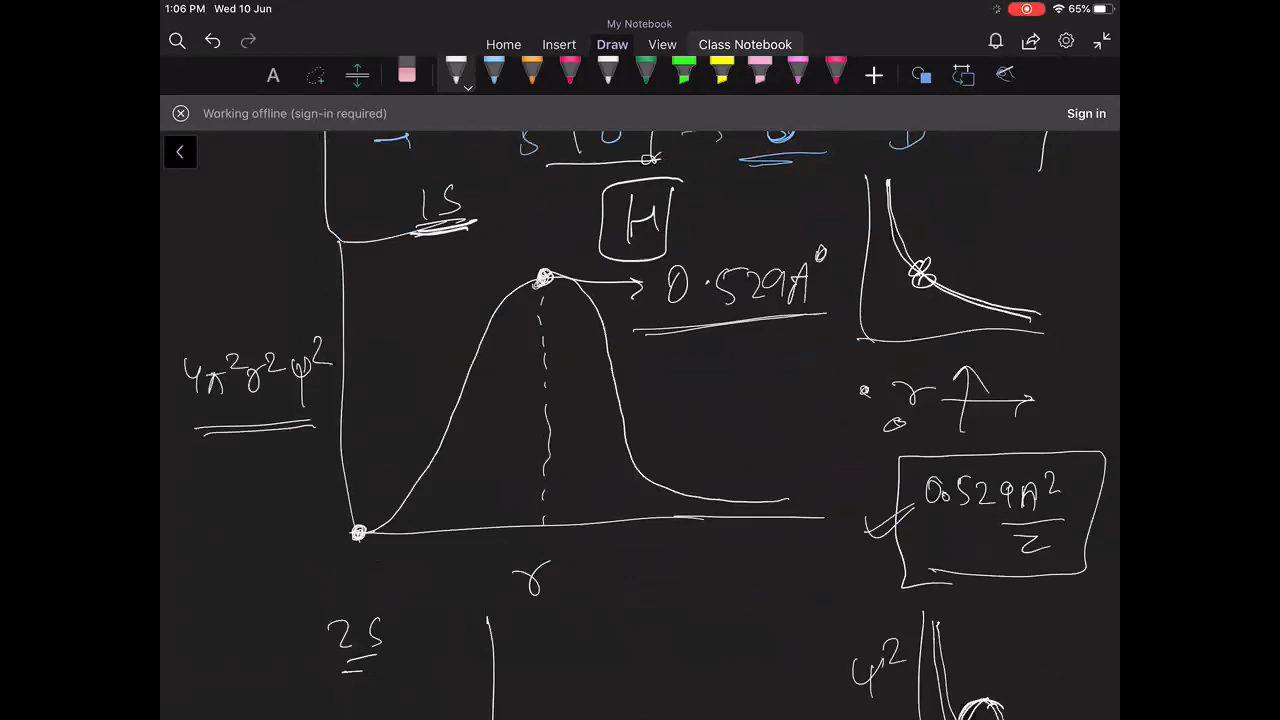 1:06 PM Wed 10 Jun
65%
My Notebook
Home Insert Draw View Class Notebook
A
Working offline (sign-in required)
Sign in
1S
H
0.529A°
4π²r²ψ²
r
0.529n²
z
r
2S
ψ²